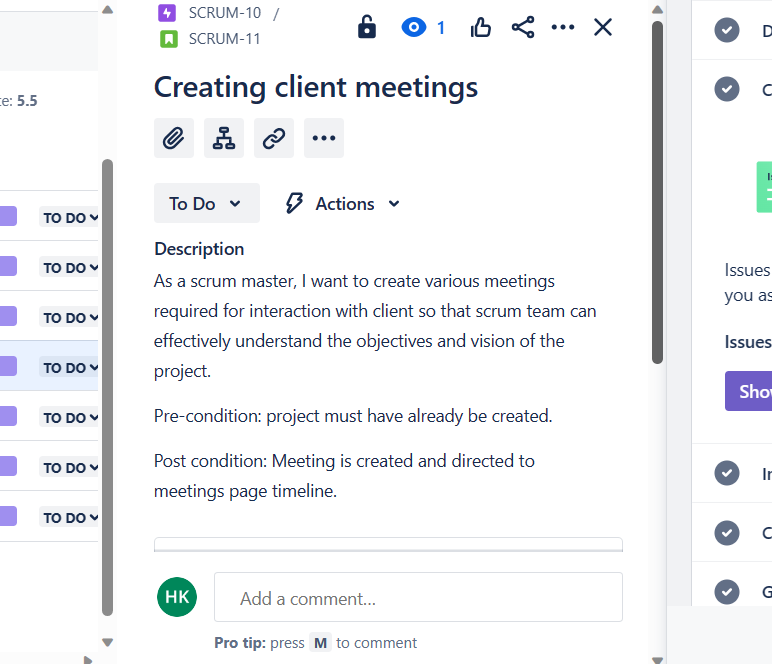 SCRUM-10 /
SCRUM-11
1
e: 5.5
Creating client meetings
To Do
Actions
TO DO
TO DO
TO DO
TO DO
TO DO
TO DO
TO DO
Description
As a scrum master, I want to create various meetings
required for interaction with client so that scrum team can
effectively understand the objectives and vision of the
project.
Pre-condition: project must have already be created.
Post condition: Meeting is created and directed to
meetings page timeline.
HK
Add a comment...
Pro tip: press M to comment
Issues
you as
Issues